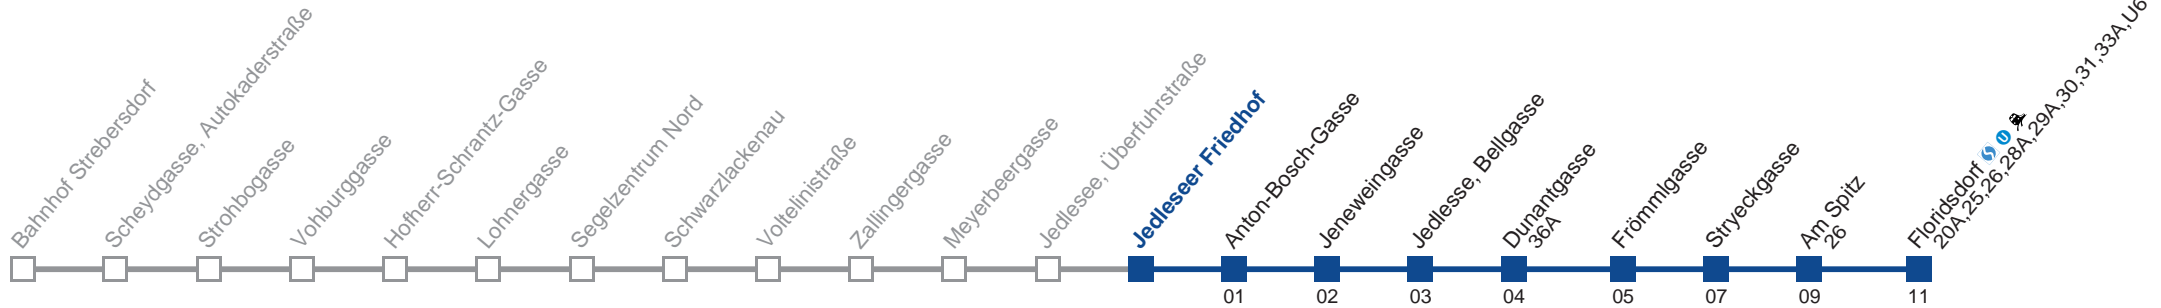 Bahnhof Strebersdorf
Scheydgasse, Autokaderstraße
Strohbogasse
Vohburggasse
Hofherr-Schrantz-Gasse
Lohnergasse
Segelzentrum Nord
Schwarzlackenau
Voltelinistraße
Zallingergasse
Meyerbeergasse
Jedlesee, Überfuhrstraße
Jedleseer Friedhof
Anton-Bosch-Gasse
Jeneweingasse
Jedlesse, Bellgasse
Dunantgasse
36A
Frömmlgasse
Stryeckgasse
Am Spitz
26
Floridsdorf S U
20A,25,26,28A,29A,30,31,33A,U6
01 02 03 04 05 07 09 11